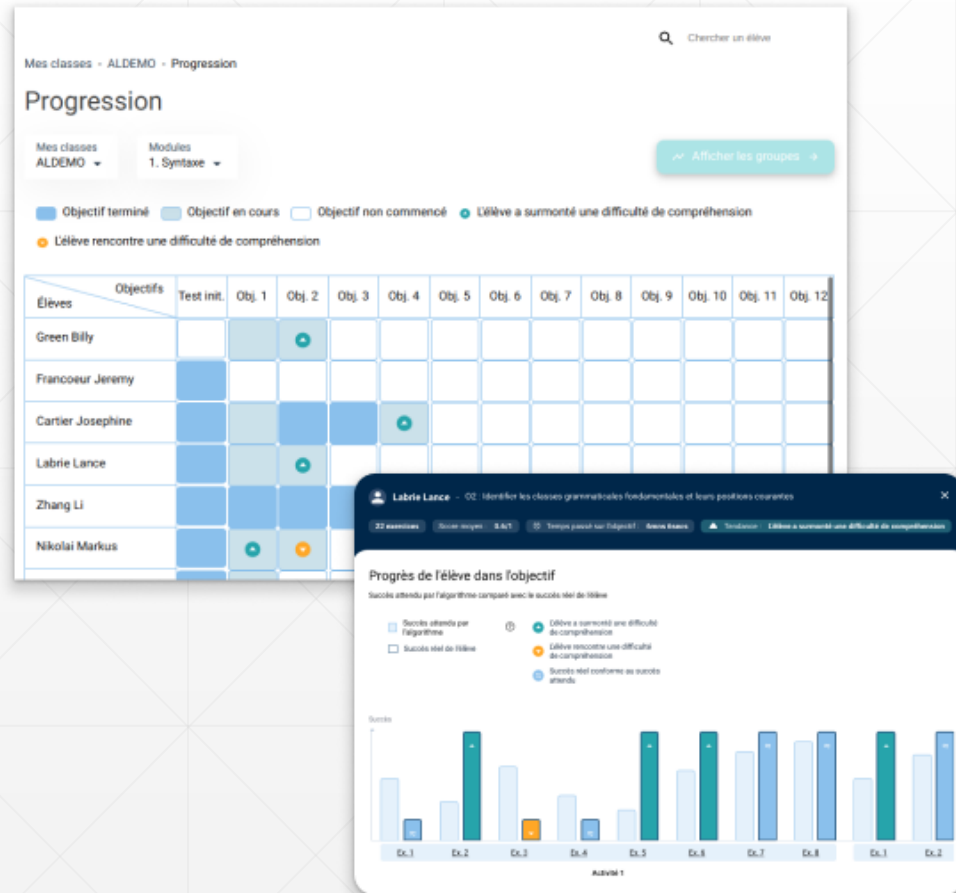 Chercher un élève
Mes classes - ALDEMO - Progression
Progression
Mes classes
ALDEMO
Modules
1. Syntaxe
Afficher les groupes
Objectif terminé
Objectif en cours
Objectif non commencé
L'élève a surmonté une difficulté de compréhension
L'élève rencontre une difficulté de compréhension
Objectifs
Élèves
Test init. Obj. 1 Obj. 2 Obj. 3 Obj. 4 Obj. 5 Obj. 6 Obj. 7 Obj. 8 Obj. 9 Obj. 10 Obj. 11 Obj. 12
Green Billy
Francoeur Jeremy
Cartier Josephine
Labrie Lance
Zhang Li
Nikolai Markus
Labrie Lance - O2 : Identifier les classes grammaticales fondamentales et leurs positions courantes
22 exercices
Score moyen :
Temps passé sur l'objectif :
Tendance : L'élève a surmonté une difficulté de compréhension
Progrès de l'élève dans l'objectif
Succès attendu par l'algorithme comparé avec le succès réel de l'élève
Succès attendu par
l'algorithme
Succès réel de l'élève
L'élève a surmonté une difficulté
de compréhension
L'élève rencontre une difficulté
de compréhension
Succès réel conforme au succès
attendu
Succès
Ex. 1 Ex. 2 Ex. 3 Ex. 4 Ex. 5 Ex. 6 Ex. 7 Ex. 8 Ex. 1 Ex. 2
Activité 1